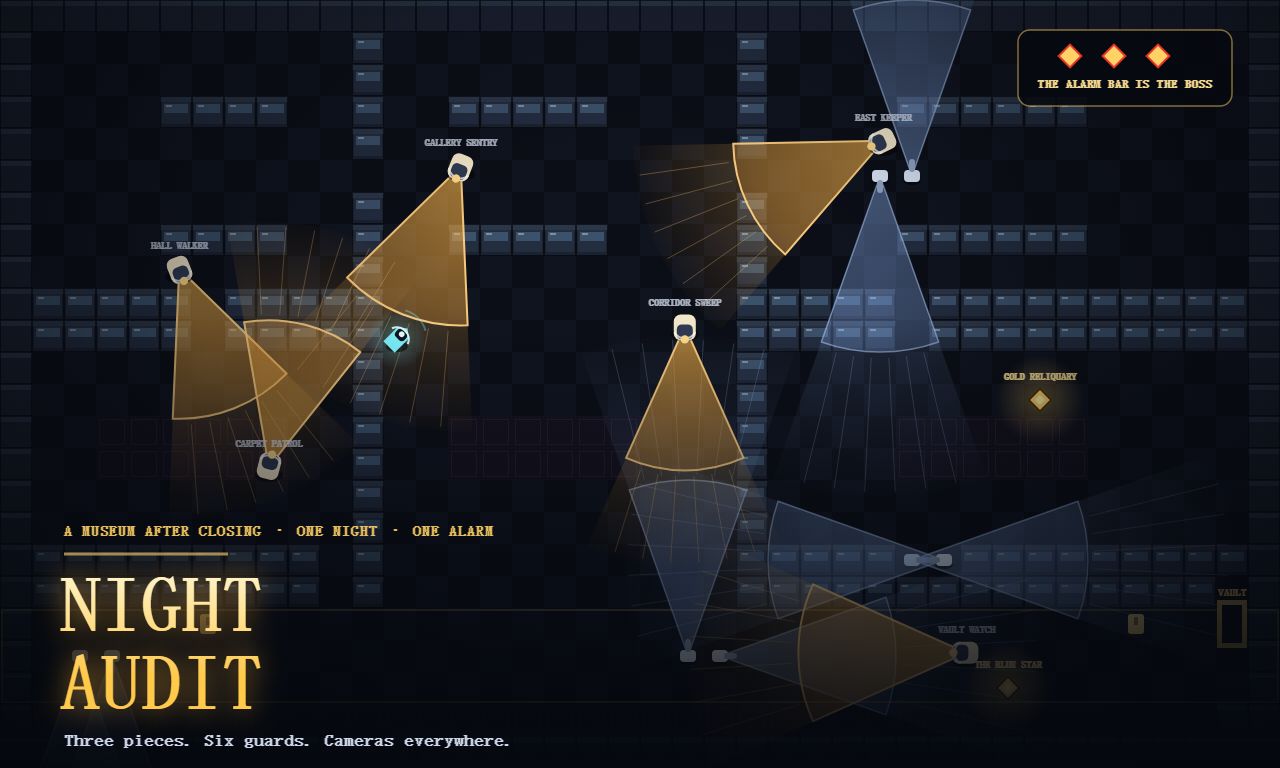 THE ALARM BAR IS THE BOSS
EAST KEEPER
GALLERY SENTRY
HALL WALKER
CORRIDOR SWEEP
GOLD RELIQUARY
CARPET PATROL
A MUSEUM AFTER CLOSING · ONE NIGHT · ONE ALARM
NIGHT
AUDIT
VAULT
VAULT WATCH
THE BLUE STAR
Three pieces. Six guards. Cameras everywhere.